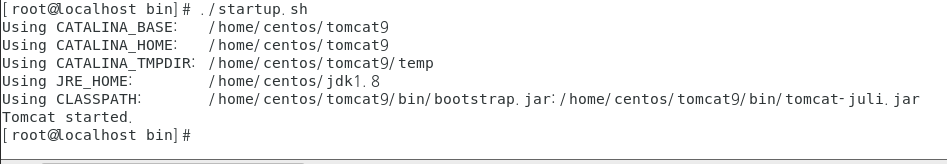 [root@localhost bin]# ./startup.sh
Using CATALINA_BASE:   /home/centos/tomcat9
Using CATALINA_HOME:   /home/centos/tomcat9
Using CATALINA_TMPDIR: /home/centos/tomcat9/temp
Using JRE_HOME:        /home/centos/jdk1.8
Using CLASSPATH:       /home/centos/tomcat9/bin/bootstrap.jar:/home/centos/tomcat9/bin/tomcat-juli.jar
Tomcat started.
[root@localhost bin]#